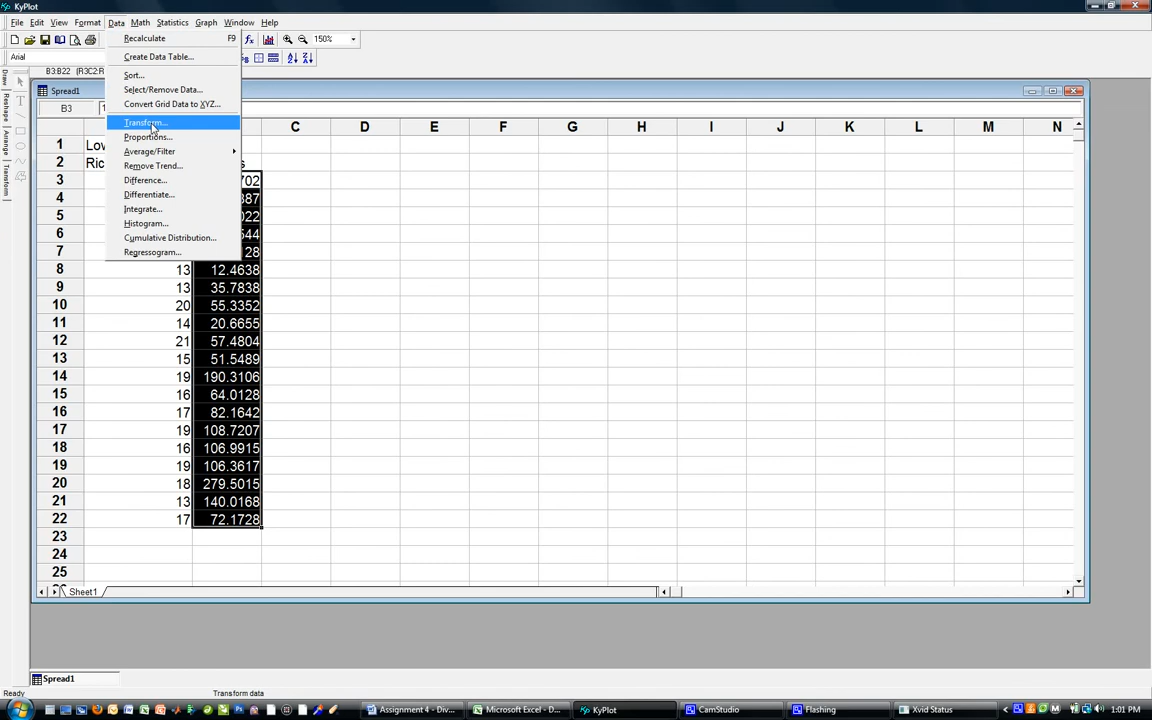 KyPlot
File Edit View Format Data Math Statistics Graph Window Help
150%
Arial
B3:B22 (R3C2:R
Recalculate F9
Create Data Table...
Sort...
Select/Remove Data...
Convert Grid Data to XYZ...
Transform...
Proportions...
Average/Filter
Remove Trend...
Difference...
Differentiate...
Integrate...
Histogram...
Cumulative Distribution...
Regressogram...
Draw
Reshape
Arrange
Transform
Spread1
B3
C D E F G H I J K L M N
1 Lov
2 Ric s
3 702
4 387
5 022
6 544
7 28
8 13 12.4638
9 13 35.7838
10 20 55.3352
11 14 20.6655
12 21 57.4804
13 15 51.5489
14 19 190.3106
15 16 64.0128
16 17 82.1642
17 19 108.7207
18 16 106.9915
19 19 106.3617
20 18 279.5015
21 13 140.0168
22 17 72.1728
23
24
25
Sheet1
Spread1
Ready Transform data
Assignment 4 - Div... Microsoft Excel - D... KyPlot CamStudio Flashing Xvid Status 1:01 PM